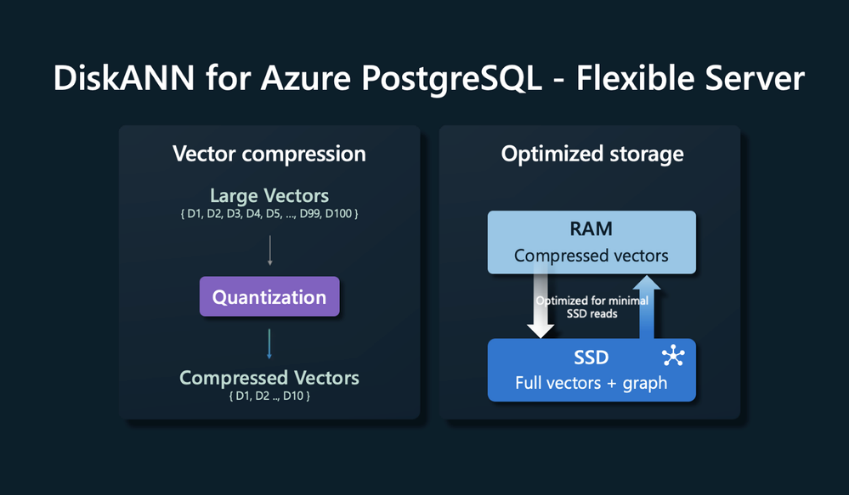 DiskANN for Azure PostgreSQL - Flexible Server
Vector compression
Large Vectors
{ D1, D2, D3, D4, D5, ..., D99, D100 }
Quantization
Compressed Vectors
{ D1, D2 .., D10 }
Optimized storage
RAM
Compressed vectors
Optimized for minimal
SSD reads
SSD
Full vectors + graph